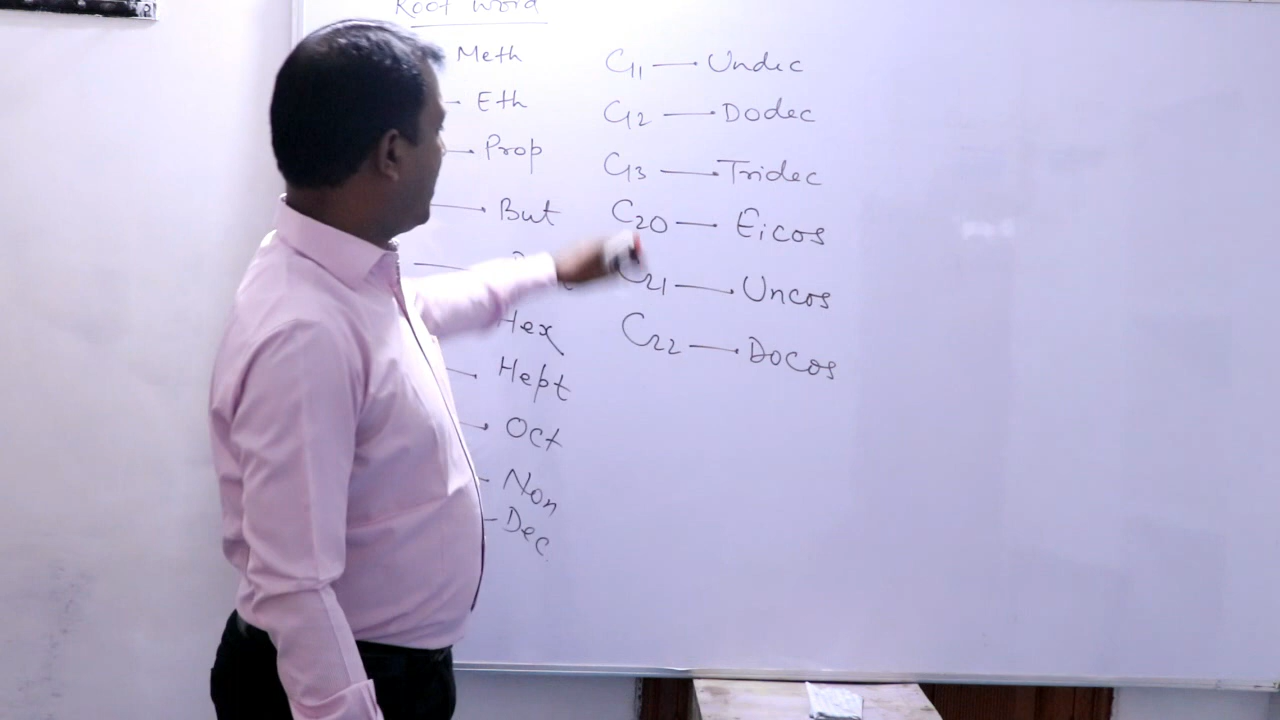 Root Word
Meth
Eth
Prop
But
Hex
Hept
Oct
Non
Dec
C11 — Undec
C12 — Dodec
C13 — Tridec
C20 — Eicos
C21 — Uncos
C22 — Docos